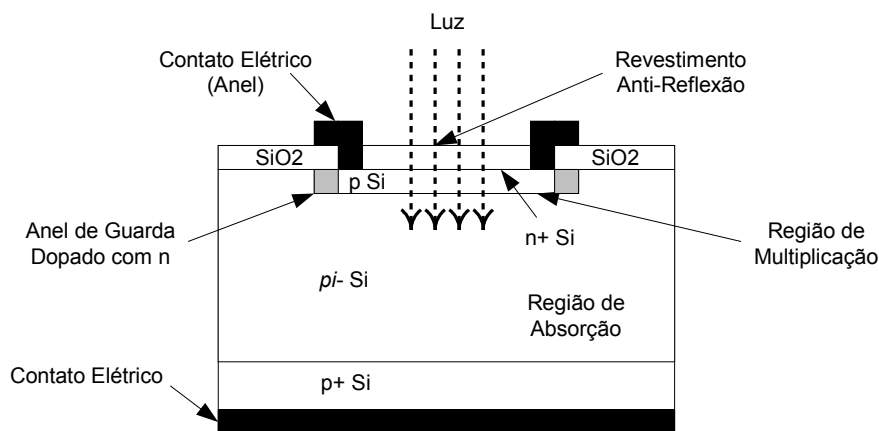 Luz
Contato Elétrico
(Anel)
Revestimento
Anti-Reflexão
SiO2
SiO2
p Si
Anel de Guarda
Dopado com n
n+ Si
Região de
Multiplicação
pi- Si
Região de
Absorção
Contato Elétrico
p+ Si